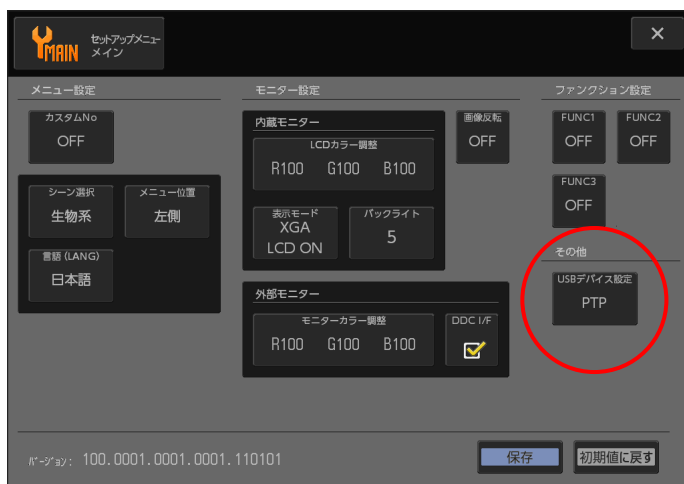 MAIN
セットアップメニュー
メイン
×
メニュー設定
カスタムNo
OFF
シーン選択
生物系
メニュー位置
左側
言語(LANG)
日本語
モニター設定
内蔵モニター
LCDカラー調整
R100 G100 B100
表示モード
XGA
LCD ON
バックライト
5
画像反転
OFF
外部モニター
モニターカラー調整
R100 G100 B100
DDC I/F
ファンクション設定
FUNC1
OFF
FUNC2
OFF
FUNC3
OFF
その他
USBデバイス設定
PTP
バージョン: 100.0001.0001.0001.110101
保存
初期値に戻す